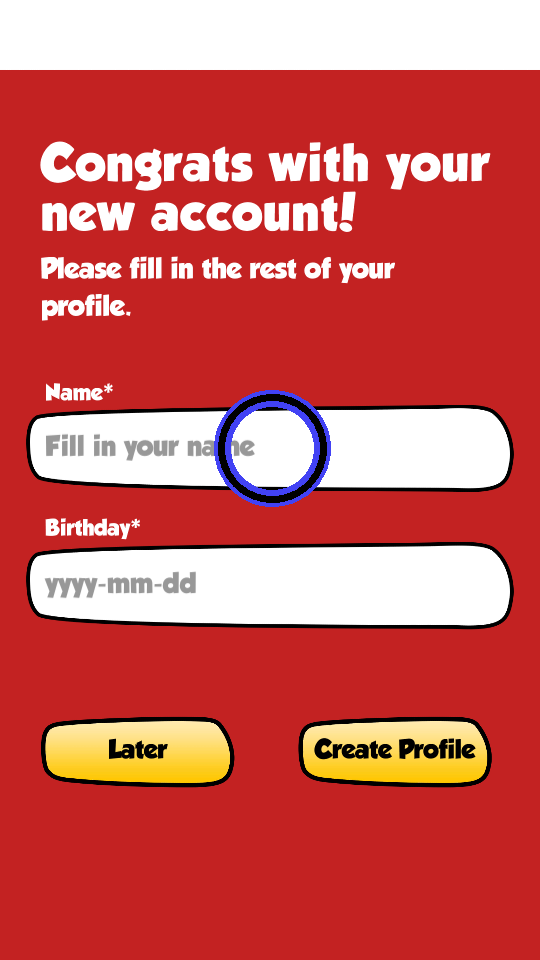 Congrats with your
new account!
Please fill in the rest of your
profile.
Name*
Fill in your name
Birthday*
yyyy-mm-dd
Later
Create Profile